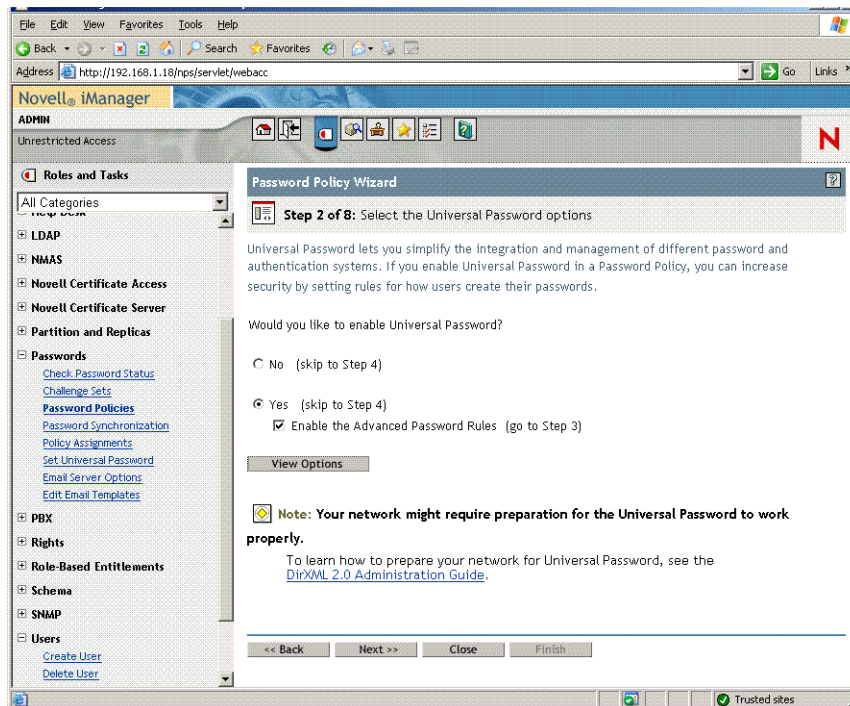 File Edit View Favorites Tools Help
Back Search Favorites
Address http://192.168.1.18/nps/servlet/webacc Go Links
Novell® iManager
ADMIN
Unrestricted Access
N
Roles and Tasks
All Categories
Help Desk
LDAP
NMAS
Novell Certificate Access
Novell Certificate Server
Partition and Replicas
Passwords
Check Password Status
Challenge Sets
Password Policies
Password Synchronization
Policy Assignments
Set Universal Password
Email Server Options
Edit Email Templates
PBX
Rights
Role-Based Entitlements
Schema
SNMP
Users
Create User
Delete User
Password Policy Wizard
?
Step 2 of 8: Select the Universal Password options
Universal Password lets you simplify the integration and management of different password and
authentication systems. If you enable Universal Password in a Password Policy, you can increase
security by setting rules for how users create their passwords.
Would you like to enable Universal Password?
No (skip to Step 4)
Yes (skip to Step 4)
Enable the Advanced Password Rules (go to Step 3)
View Options
Note: Your network might require preparation for the Universal Password to work
properly.
To learn how to prepare your network for Universal Password, see the
DirXML 2.0 Administration Guide.
<< Back Next >> Close Finish
Trusted sites